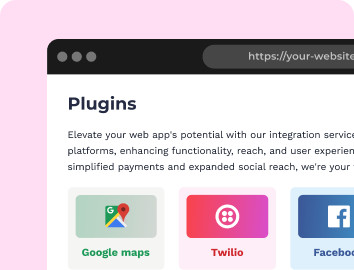 https://your-website
Plugins
Elevate your web app's potential with our integration service
platforms, enhancing functionality, reach, and user experien
simplified payments and expanded social reach, we're your
Google maps
Twilio
Facebo